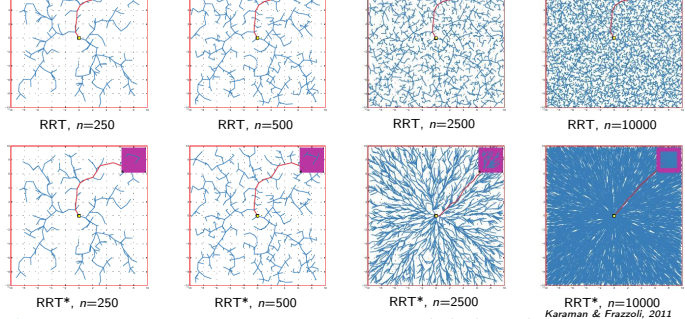 RRT, n=250
RRT, n=500
RRT, n=2500
RRT, n=10000
RRT*, n=250
RRT*, n=500
RRT*, n=2500
RRT*, n=10000
Karaman & Frazzoli, 2011